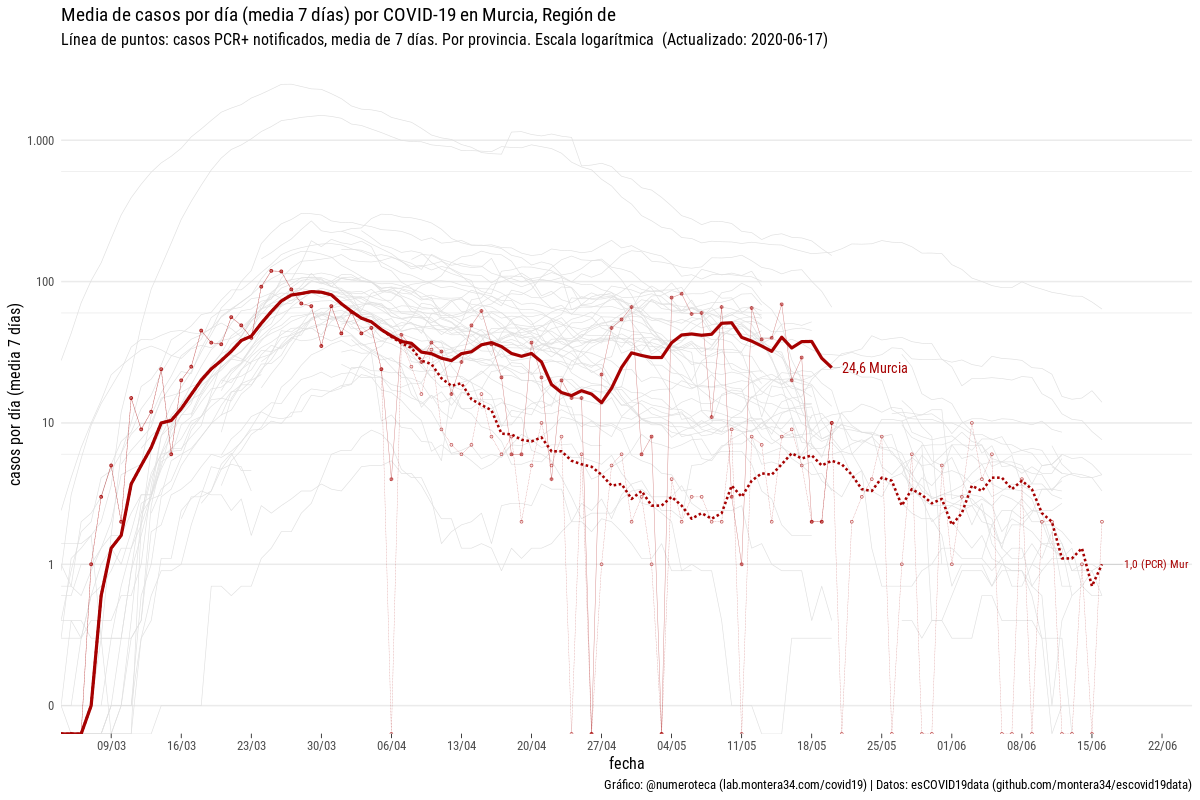 Media de casos por día (media 7 días) por COVID-19 en Murcia, Región de
Línea de puntos: casos PCR+ notificados, media de 7 días. Por provincia. Escala logarítmica (Actualizado: 2020-06-17)
casos por día (media 7 días)
1.000
100
10
1
0
24,6 Murcia
1,0 (PCR) Mur
09/03 16/03 23/03 30/03 06/04 13/04 20/04 27/04 04/05 11/05 18/05 25/05 01/06 08/06 15/06 22/06
fecha
Gráfico: @numeroteca (lab.montera34.com/covid19) | Datos: esCOVID19data (github.com/montera34/escovid19data)